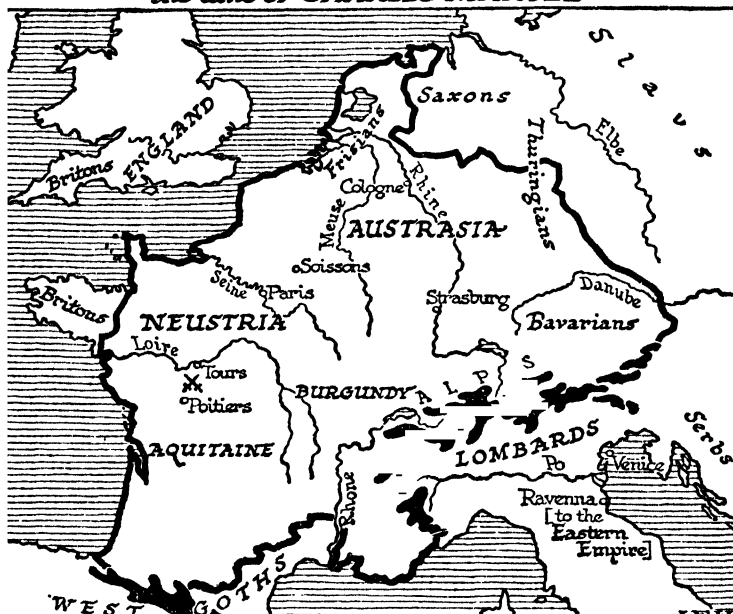 Slavs
Saxons
ENGLAND
Elbe
Frisians
Thuringians
Britons
Cologne
Rhine
Meuse
AUSTRASIA
Soissons
Seine
Paris
Danube
Britons
Strasburg
NEUSTRIA
Bavarians
Loire
Tours
ALPS
BURGUNDY
Poitiers
Serbs
AQUITAINE
LOMBARDS
Po
Venice
Rhone
Ravenna
[to the
Eastern
Empire]
WEST GOTHS